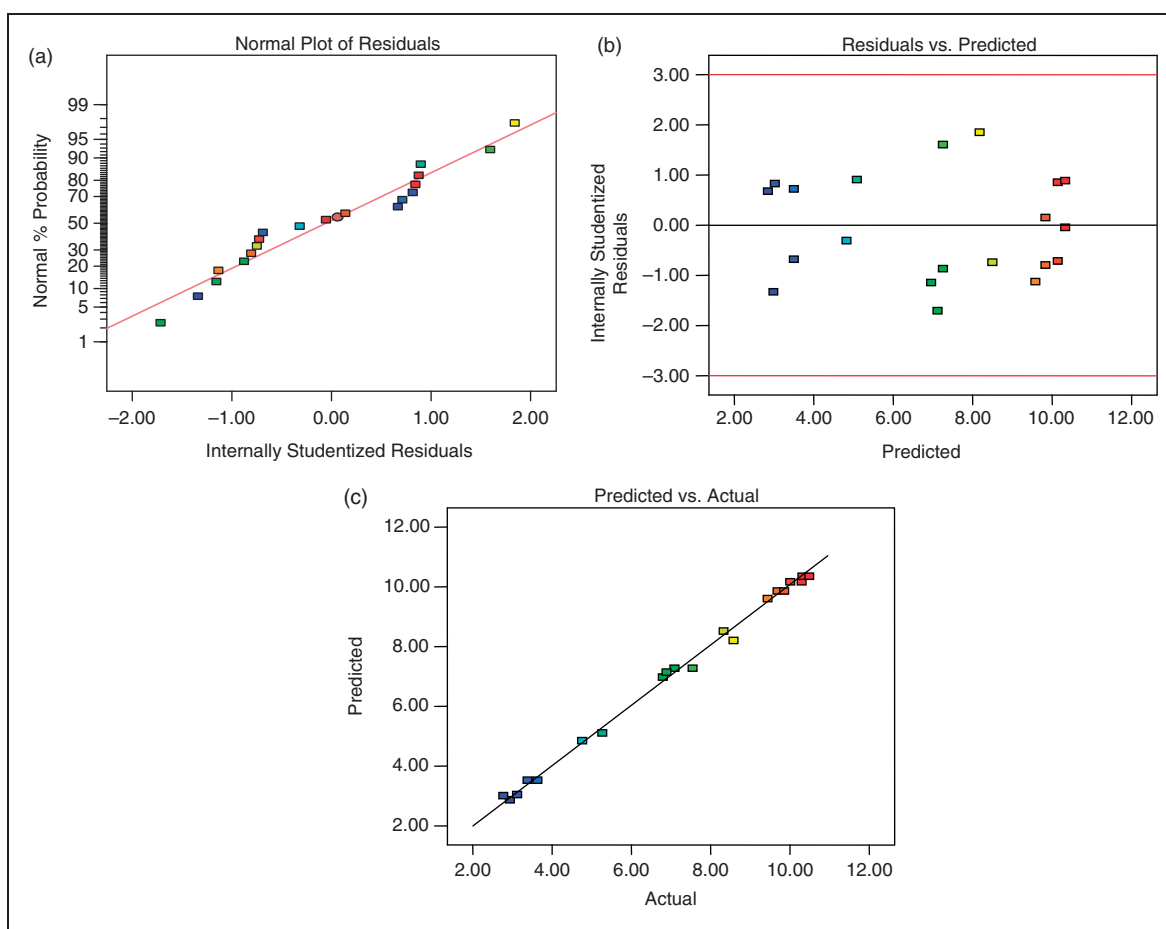 (a)
Normal Plot of Residuals
99
95
90
80
70
50
30
20
10
5
1
Normal % Probability
−2.00 −1.00 0.00 1.00 2.00
Internally Studentized Residuals
(b)
Residuals vs. Predicted
3.00
2.00
1.00
0.00
−1.00
−2.00
−3.00
Internally Studentized
Residuals
2.00 4.00 6.00 8.00 10.00 12.00
Predicted
(c)
Predicted vs. Actual
12.00
10.00
8.00
6.00
4.00
2.00
Predicted
2.00 4.00 6.00 8.00 10.00 12.00
Actual